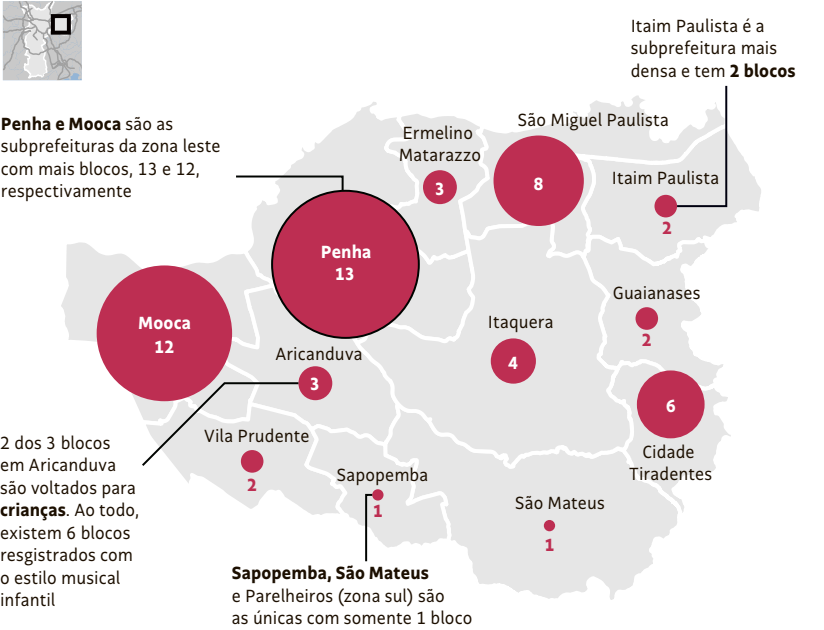 Itaim Paulista é a
subprefeitura mais
densa e tem 2 blocos
Penha e Mooca são as
subprefeituras da zona leste
com mais blocos, 13 e 12,
respectivamente
Ermelino
Matarazzo
3
São Miguel Paulista
8
Itaim Paulista
2
Penha
13
Mooca
12
Guaianases
2
Itaquera
4
Aricanduva
3
6
Cidade
Tiradentes
Vila Prudente
2
Sapopemba
1
São Mateus
1
2 dos 3 blocos
em Aricanduva
são voltados para
crianças. Ao todo,
existem 6 blocos
resgistrados com
o estilo musical
infantil
Sapopemba, São Mateus
e Parelheiros (zona sul) são
as únicas com somente 1 bloco